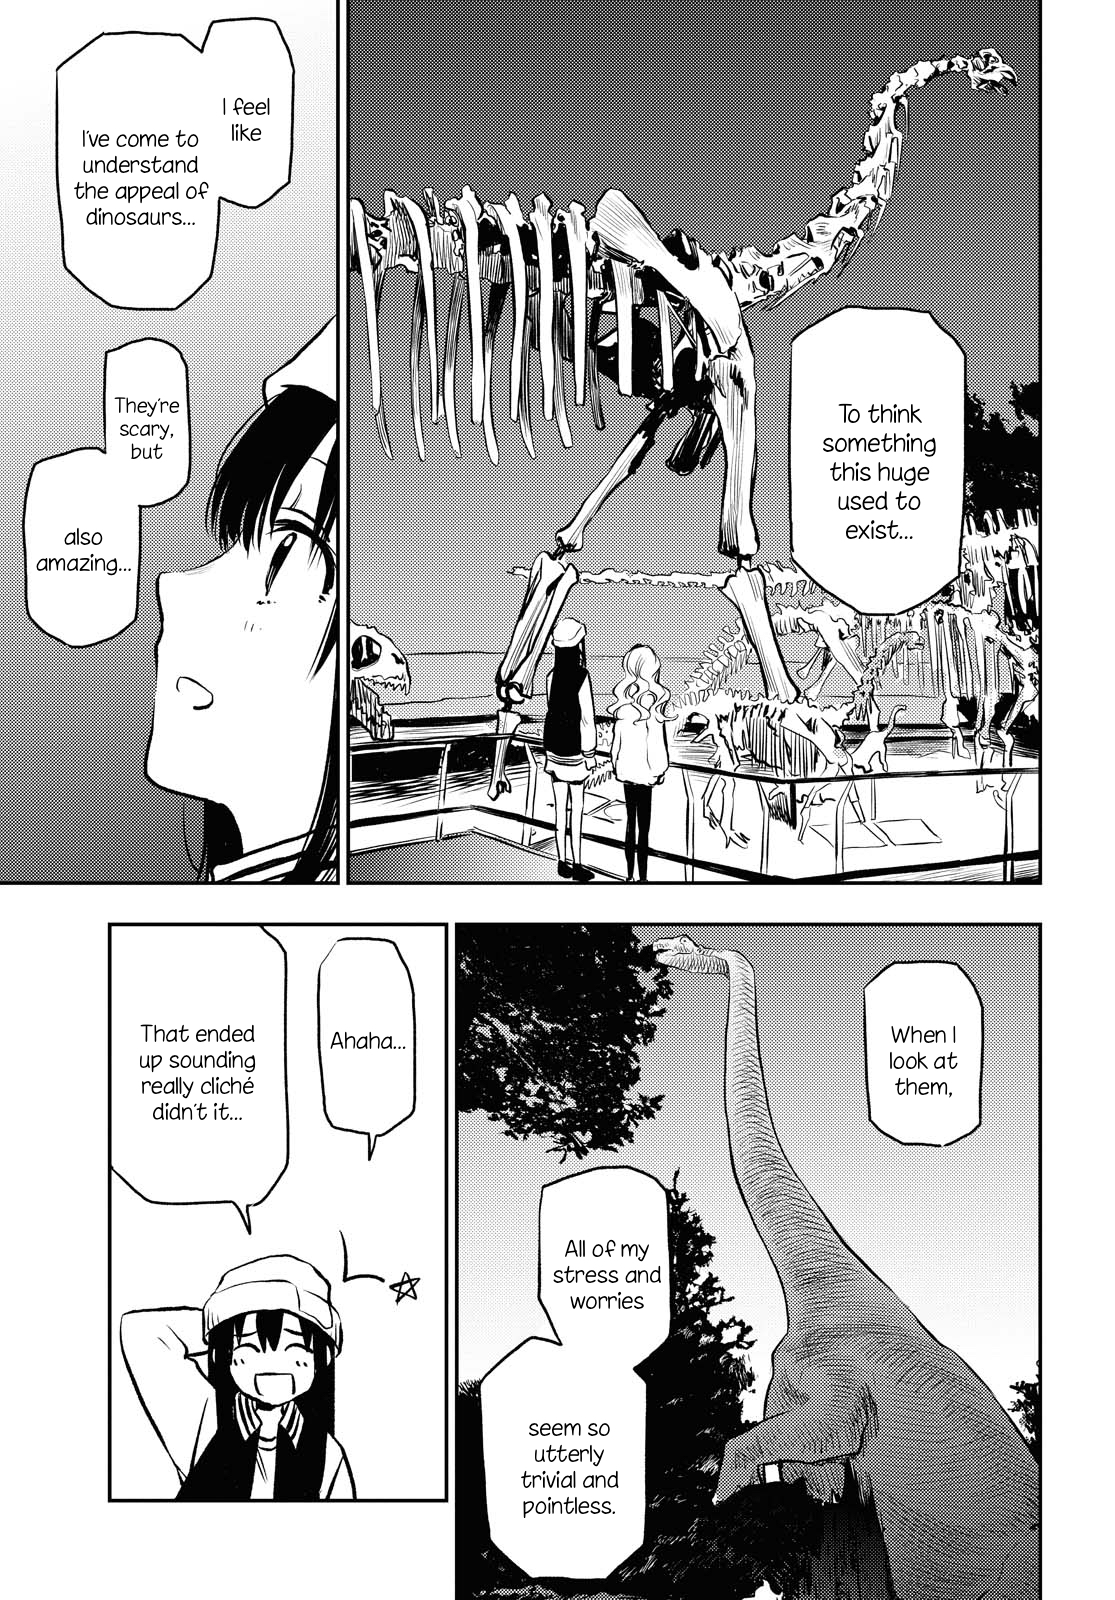 To think
something
this huge
used to
exist...
I feel
like
I've come to
understand
the appeal of
dinosaurs...
They're
scary,
but
also
amazing...
When I
look at
them,
All of my
stress and
worries
seem so
utterly
trivial and
pointless.
Ahaha...
That ended
up sounding
really cliché
didn't it...